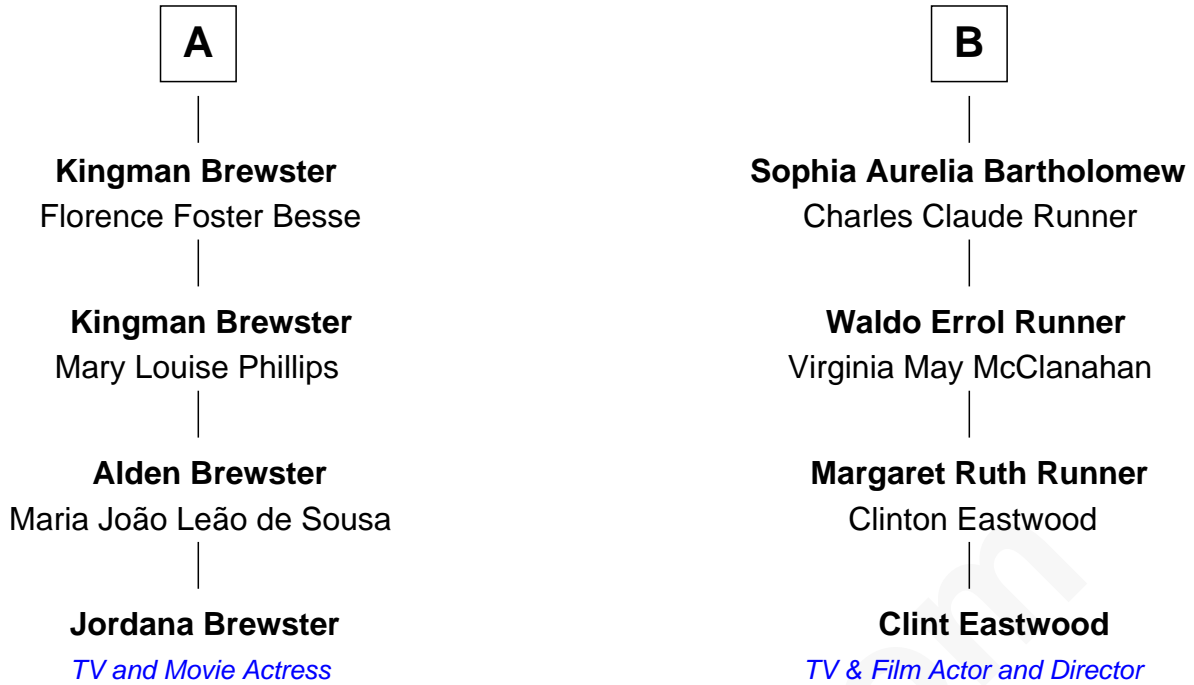 A
B
Kingman Brewster
Florence Foster Besse
Sophia Aurelia Bartholomew
Charles Claude Runner
Kingman Brewster
Mary Louise Phillips
Waldo Errol Runner
Virginia May McClanahan
Alden Brewster
Maria João Leão de Sousa
Margaret Ruth Runner
Clinton Eastwood
Jordana Brewster
TV and Movie Actress
Clint Eastwood
TV & Film Actor and Director
om